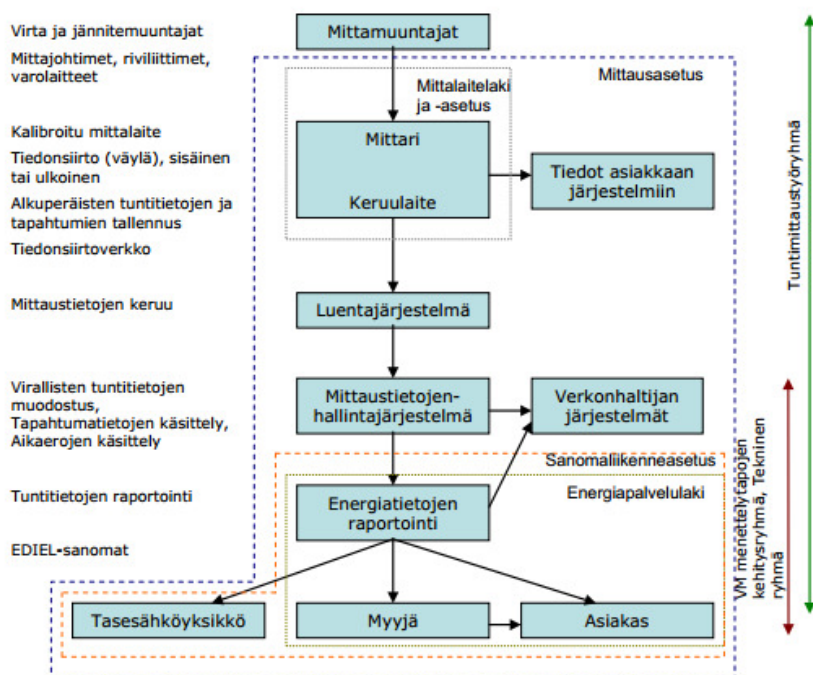 Virta ja jännitemuuntajat
Mittamuuntajat
Mittajohtimet, riviliittimet,
varolaitteet
Mittausasetus
Mittalaitelaki
ja -asetus
Kalibroitu mittalaite
Mittari
Tiedonsiirto (väylä), sisäinen
tai ulkoinen
Tiedot asiakkaan
järjestelmiin
Alkuperäisten tuntitietojen ja
tapahtumien tallennus
Keruulaite
Tiedonsiirtoverkko
Tuntimittaustyöryhmä
Mittaustietojen keruu
Luentajärjestelmä
Virallisten tuntitietojen
muodostus,
Tapahtumatietojen käsittely,
Aikaerojen käsittely
Mittaustietojen-
hallintajärjestelmä
Verkonhaltijan
järjestelmät
Sanomaliikenneasetus
Energiapalvelulaki
Tuntitietojen raportointi
Energiatietojen
raportointi
VM menettelytapojen
kehitysryhmä, Tekninen
ryhmä
EDIEL-sanomat
Tasesähköyksikkö
Myyjä
Asiakas